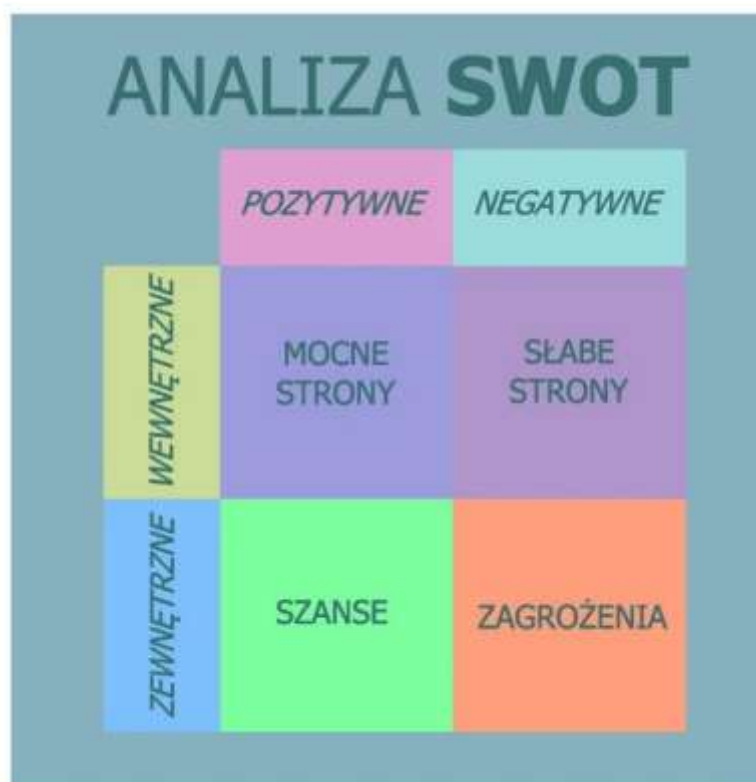 ANALIZA SWOT
POZYTYWNE NEGATYWNE
WEWNĘTRZNE
MOCNE
STRONY
SŁABE
STRONY
ZEWNĘTRZNE
SZANSE
ZAGROŻENIA